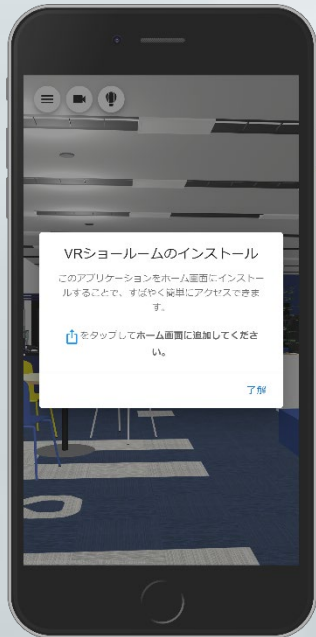 VRショールームのインストール
このアプリケーションをホーム画面にインストー
ルすることで、すばやく簡単にアクセスできま
す。
をタップしてホーム画面に追加してくださ
い。
了解